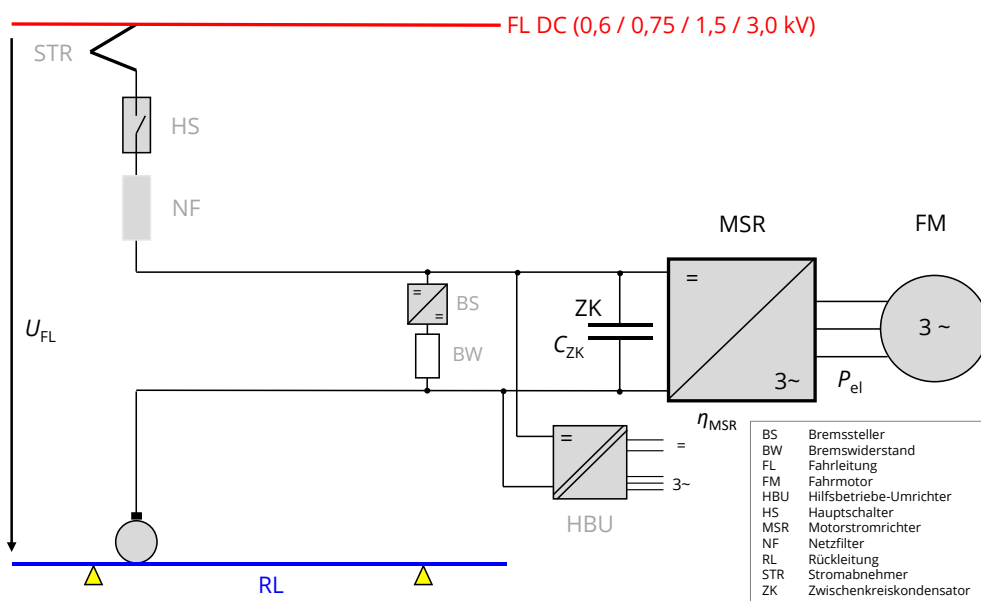 FL DC (0,6 / 0,75 / 1,5 / 3,0 kV)
STR
HS
NF
MSR
FM
=
=
=
BS
ZK
U_FL
3 ~
C_ZK
BW
3~
P_el
η_MSR
=
=
3~
HBU
RL
BS Bremssteller
BW Bremswiderstand
FL Fahrleitung
FM Fahrmotor
HBU Hilfsbetriebe-Umrichter
HS Hauptschalter
MSR Motorstromrichter
NF Netzfilter
RL Rückleitung
STR Stromabnehmer
ZK Zwischenkreiskondensator